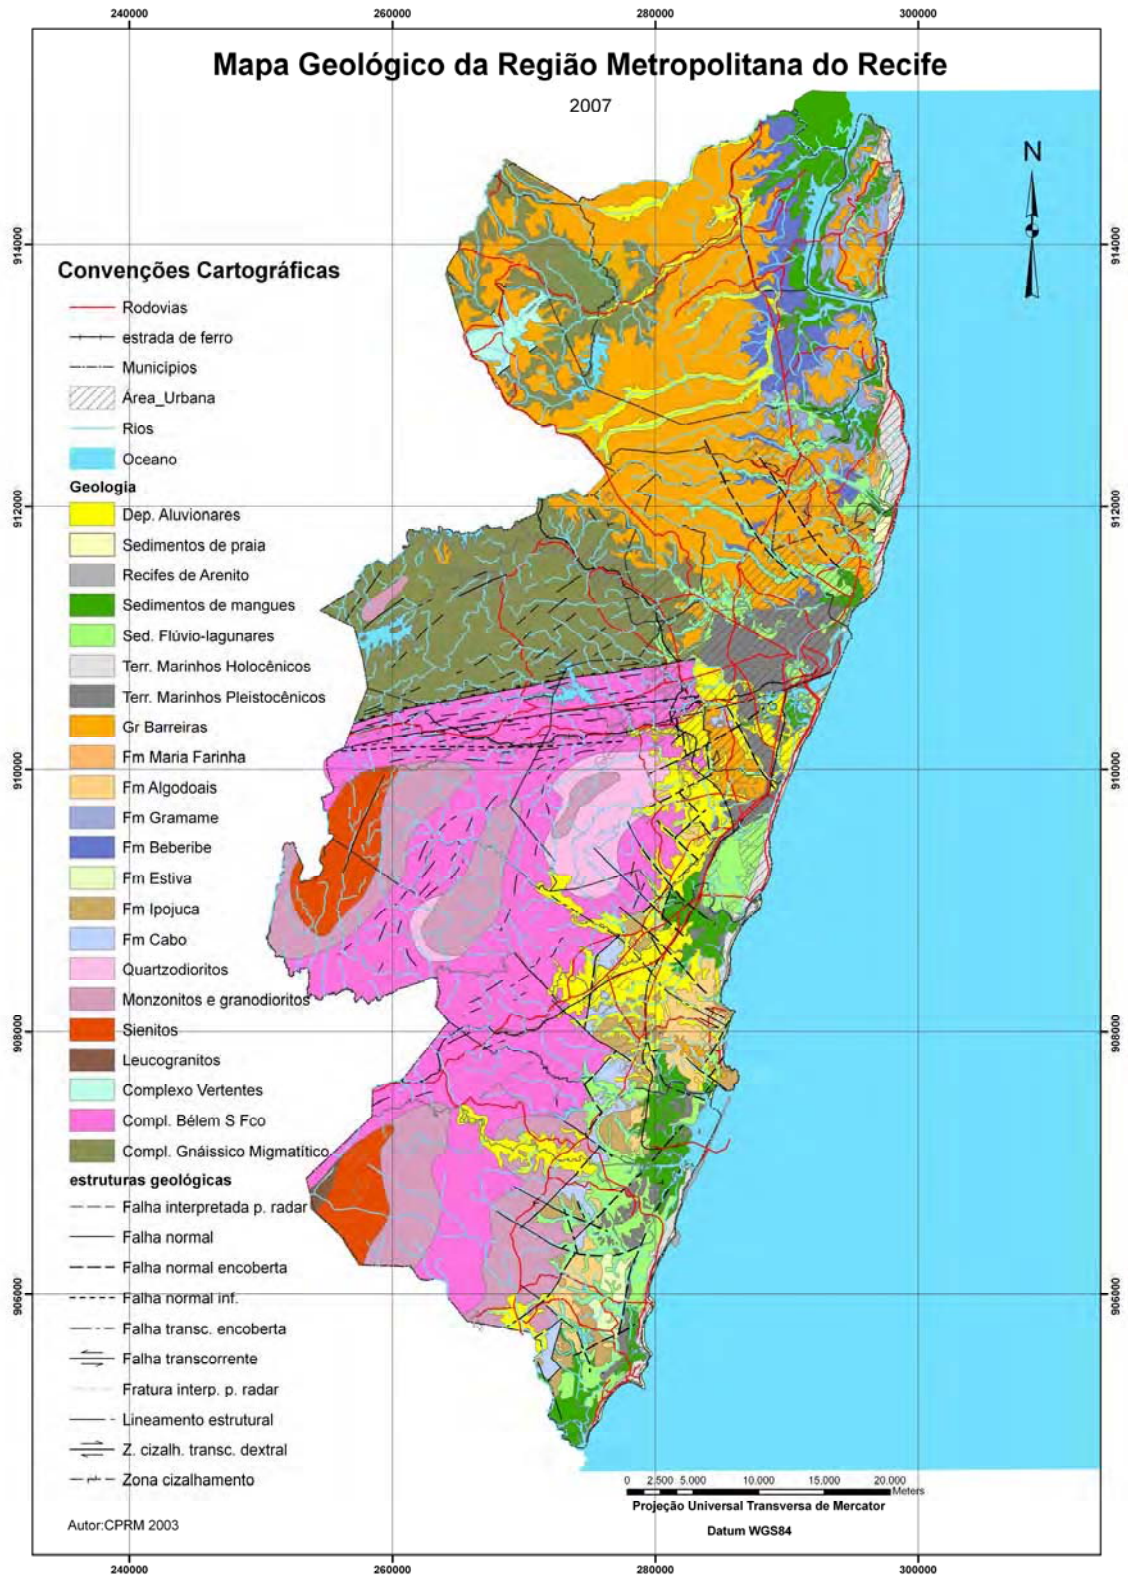 240000 260000 280000 300000
Mapa Geológico da Região Metropolitana do Recife
2007
N
914000 914000
Convenções Cartográficas
Rodovias
estrada de ferro
Municípios
Area_Urbana
Rios
Oceano
Geologia
912000 912000
Dep. Aluvionares
Sedimentos de praia
Recifes de Arenito
Sedimentos de mangues
Sed. Flúvio-lagunares
Terr. Marinhos Holocênicos
Terr. Marinhos Pleistocênicos
Gr Barreiras
Fm Maria Farinha
910000 910000
Fm Algodoais
Fm Gramame
Fm Beberibe
Fm Estiva
Fm Ipojuca
Fm Cabo
Quartzodioritos
Monzonitos e granodioritos
Sienitos
908000 908000
Leucogranitos
Complexo Vertentes
Compl. Bélem S Fco
Compl. Gnáissico Migmatítico
estruturas geológicas
Falha interpretada p. radar
Falha normal
Falha normal encoberta
Falha normal inf.
906000 906000
Falha transc. encoberta
Falha transcorrente
Fratura interp. p. radar
Lineamento estrutural
Z. cizalh. transc. dextral
Zona cizalhamento
0 2.500 5.000 10.000 15.000 20.000
Meters
Projeção Universal Transversa de Mercator
Datum WGS84
Autor:CPRM 2003
240000 260000 280000 300000